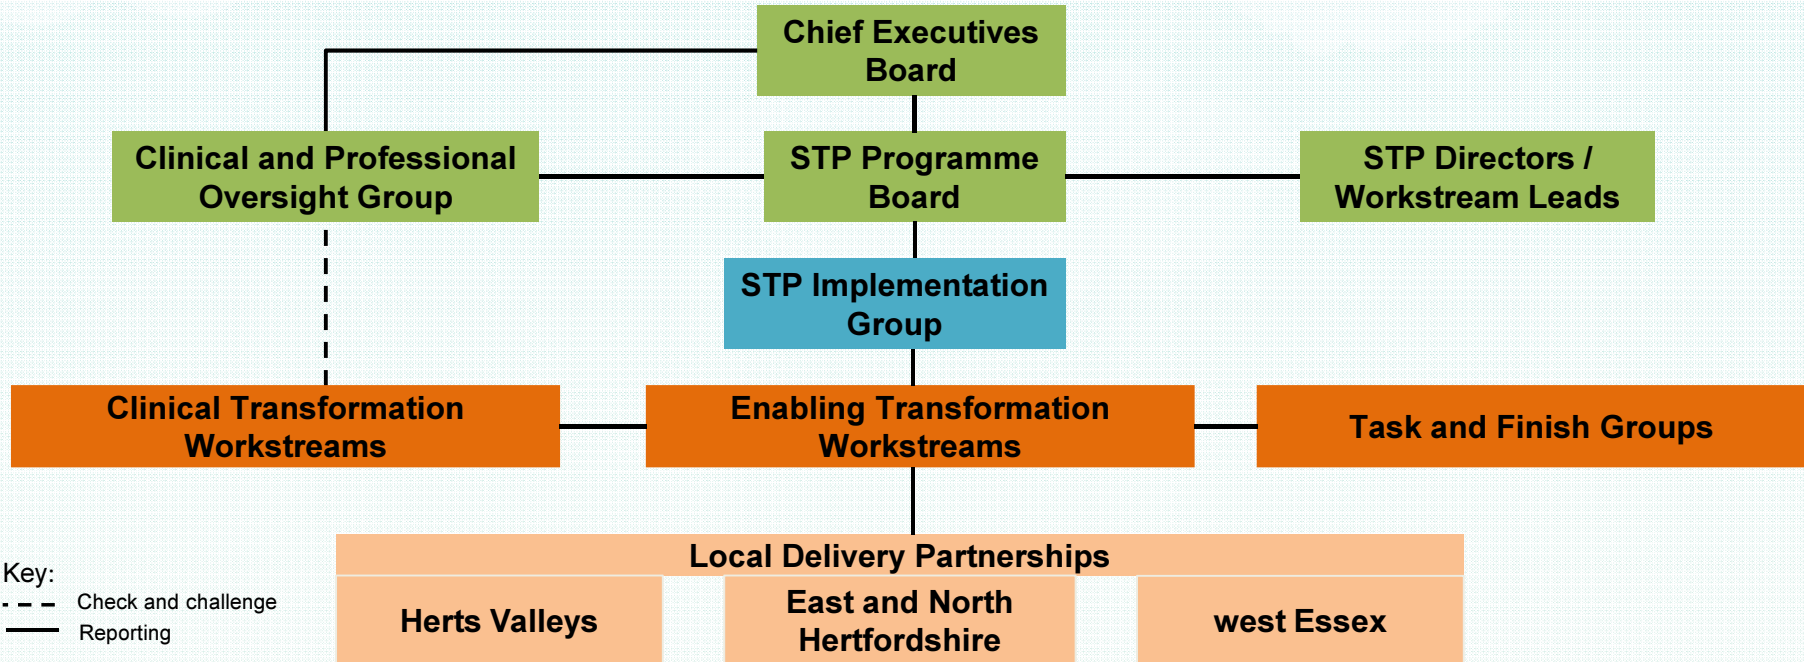 Chief Executives
Board
Clinical and Professional
Oversight Group
STP Programme
Board
STP Directors /
Workstream Leads
STP Implementation
Group
Clinical Transformation
Workstreams
Enabling Transformation
Workstreams
Task and Finish Groups
Local Delivery Partnerships
Herts Valleys
East and North
Hertfordshire
west Essex
Key:
Check and challenge
Reporting